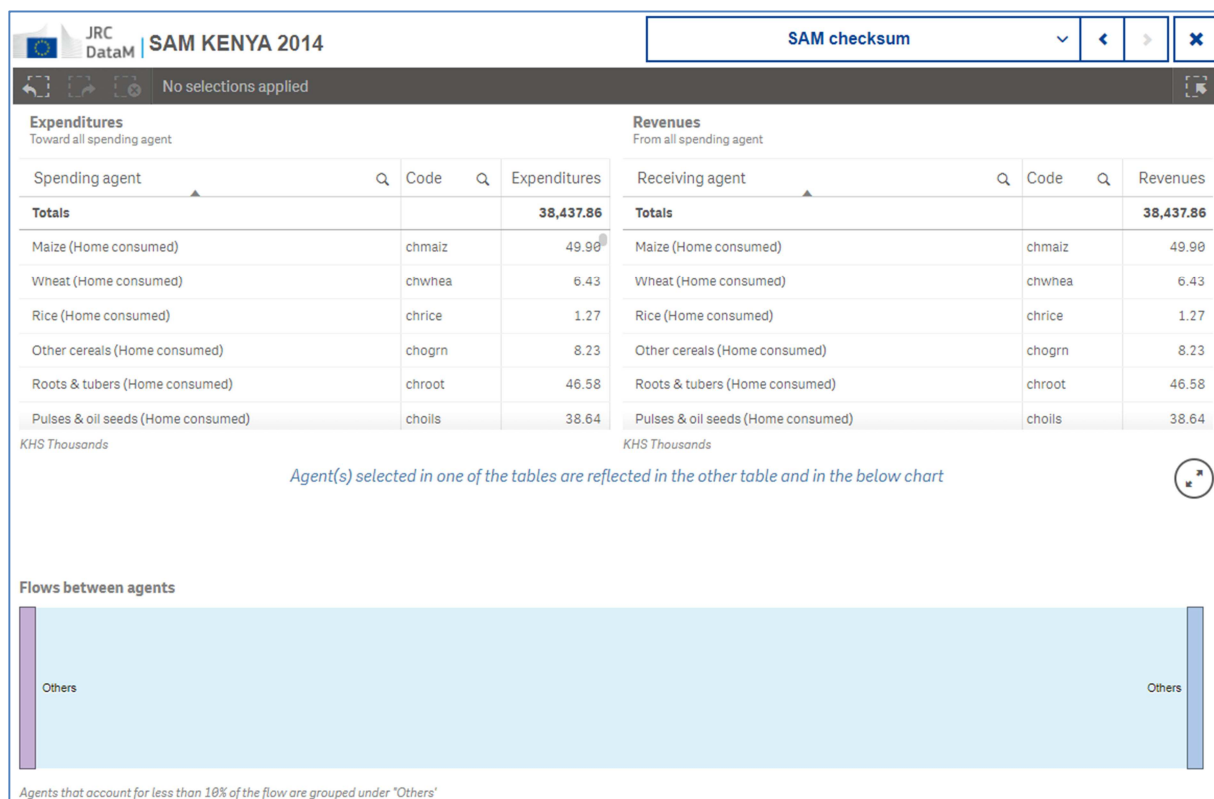 JRC
DataM SAM KENYA 2014
SAM checksum
No selections applied
Expenditures
Toward all spending agent
Revenues
From all spending agent
Spending agent Code Expenditures
Receiving agent Code Revenues
Totals 38,437.86
Totals 38,437.86
Maize (Home consumed) chmaiz 49.90
Maize (Home consumed) chmaiz 49.90
Wheat (Home consumed) chwhea 6.43
Wheat (Home consumed) chwhea 6.43
Rice (Home consumed) chrice 1.27
Rice (Home consumed) chrice 1.27
Other cereals (Home consumed) chogrn 8.23
Other cereals (Home consumed) chogrn 8.23
Roots & tubers (Home consumed) chroot 46.58
Roots & tubers (Home consumed) chroot 46.58
Pulses & oil seeds (Home consumed) choils 38.64
Pulses & oil seeds (Home consumed) choils 38.64
KHS Thousands
KHS Thousands
Agent(s) selected in one of the tables are reflected in the other table and in the below chart
Flows between agents
Others
Others
Agents that account for less than 10% of the flow are grouped under "Others'